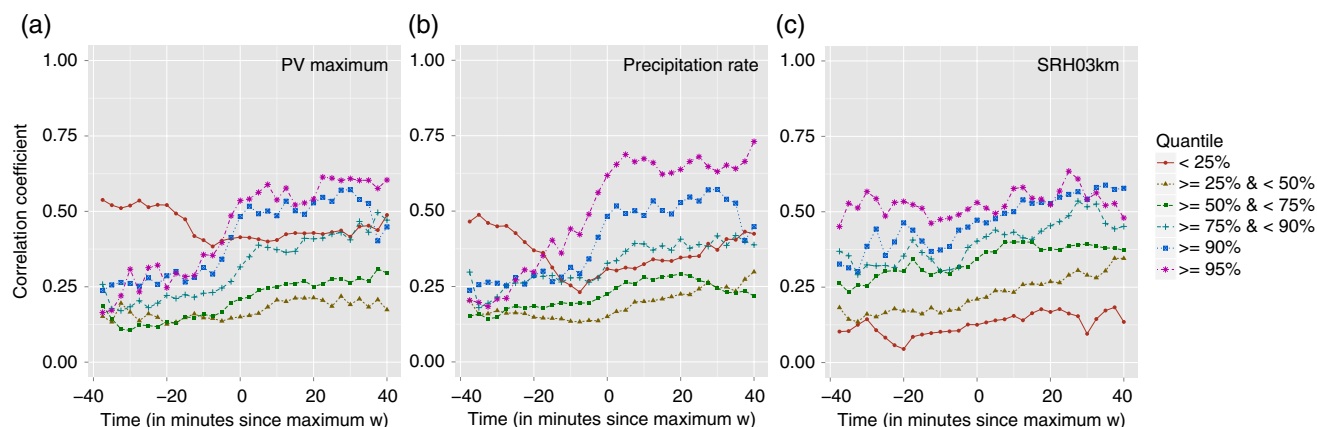 (a)
(b)
(c)
PV maximum
Precipitation rate
SRH03km
1.00
0.75
0.50
0.25
0.00
1.00
0.75
0.50
0.25
0.00
1.00
0.75
0.50
0.25
0.00
Correlation coefficient
−40 −20 0 20 40
−40 −20 0 20 40
−40 −20 0 20 40
Time (in minutes since maximum w)
Time (in minutes since maximum w)
Time (in minutes since maximum w)
Quantile
< 25%
>= 25% & < 50%
>= 50% & < 75%
>= 75% & < 90%
>= 90%
>= 95%